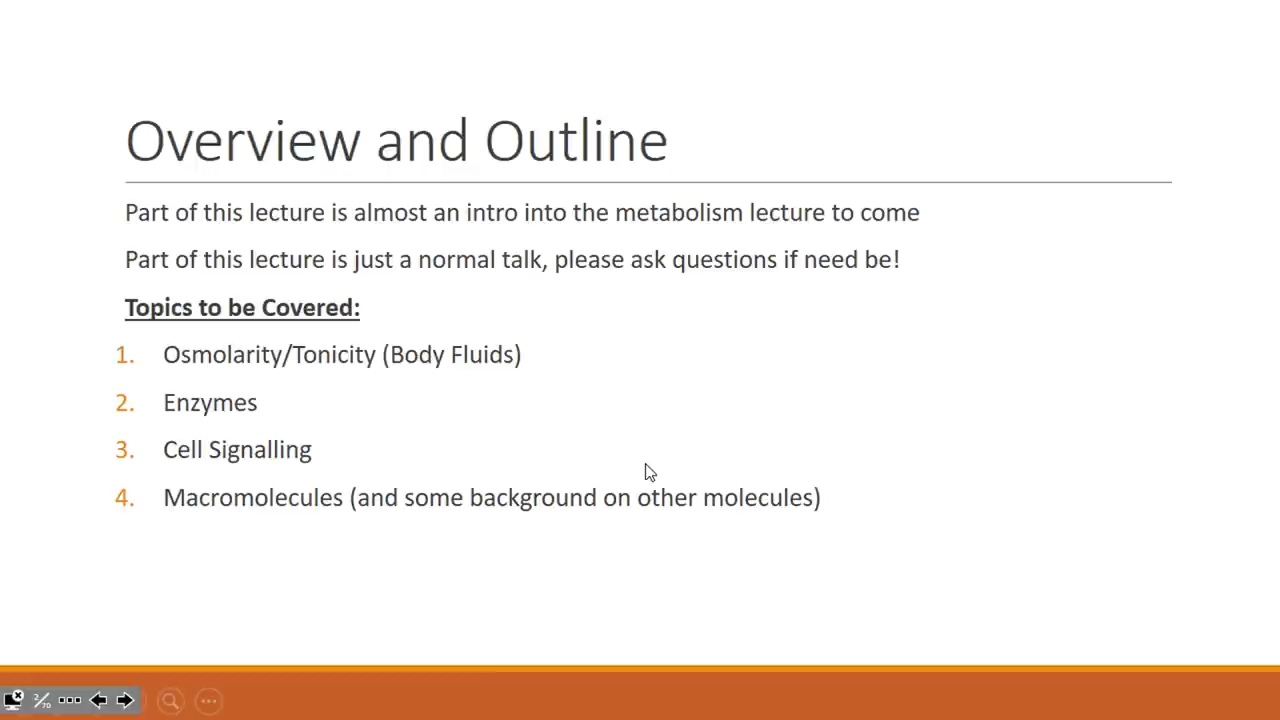 Overview and Outline
Part of this lecture is almost an intro into the metabolism lecture to come
Part of this lecture is just a normal talk, please ask questions if need be!
Topics to be Covered:
1. Osmolarity/Tonicity (Body Fluids)
2. Enzymes
3. Cell Signalling
4. Macromolecules (and some background on other molecules)
2/70